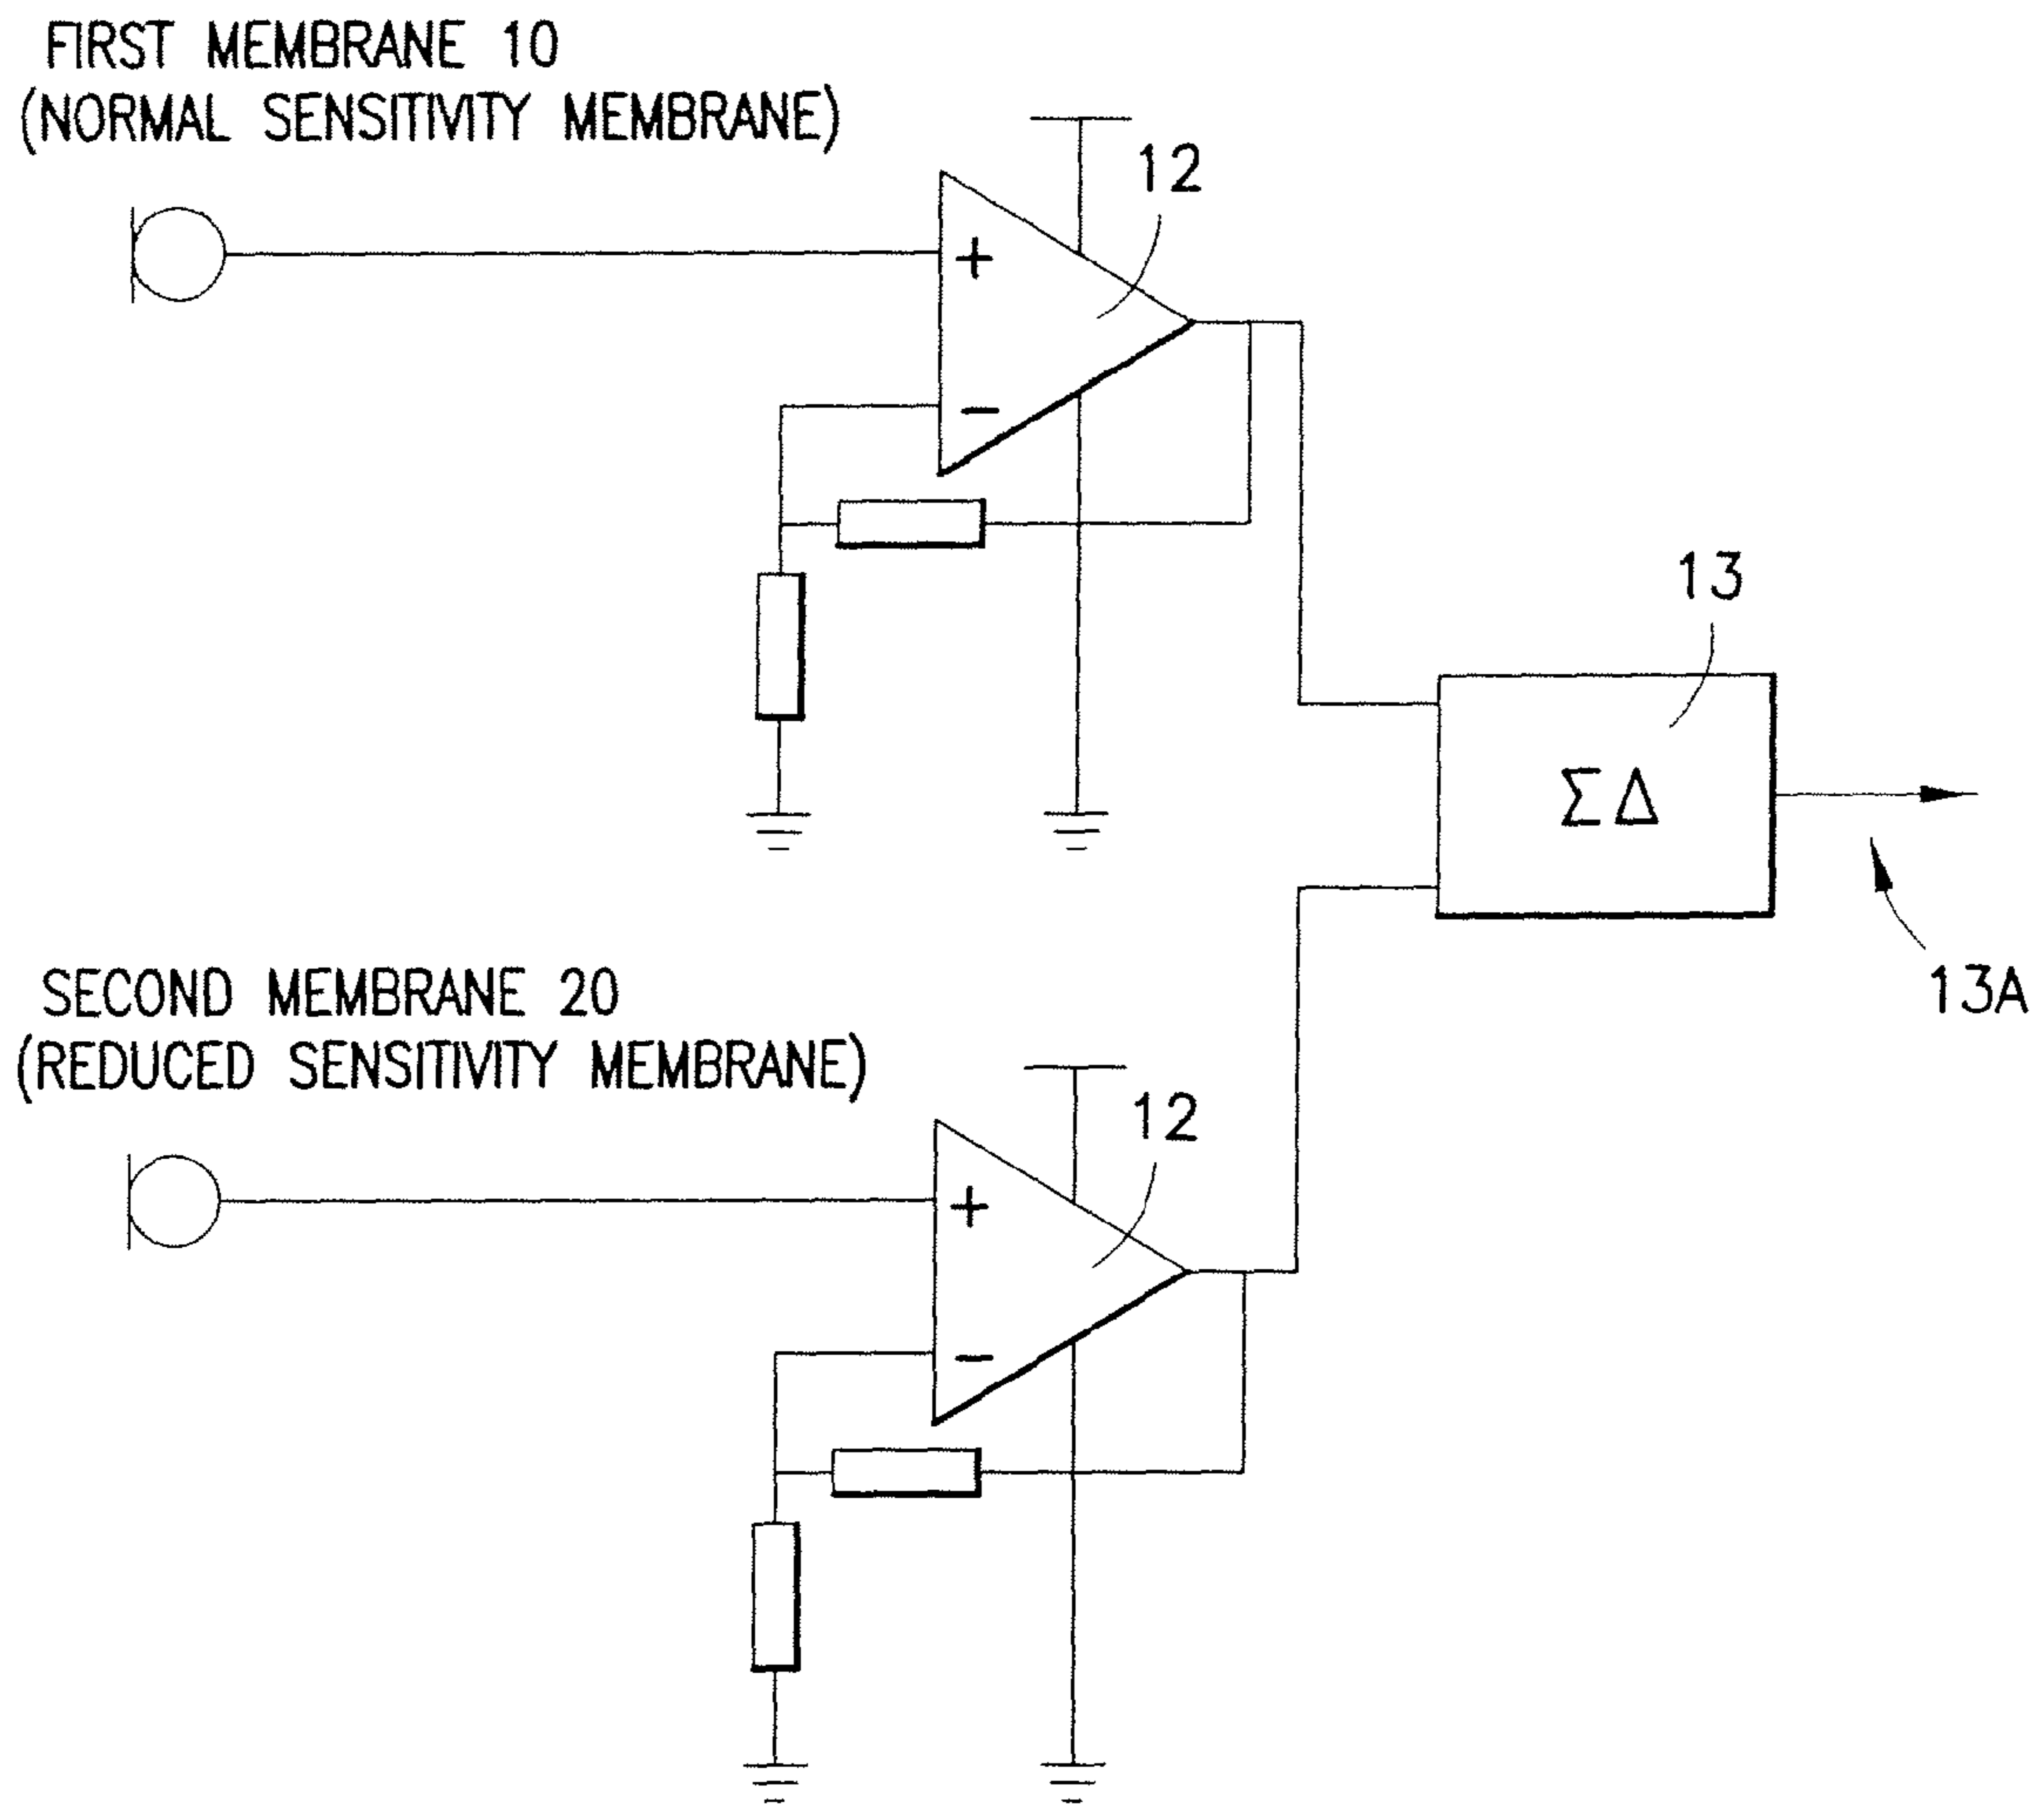 FIRST MEMBRANE 10
(NORMAL SENSITIVITY MEMBRANE)
12
+
-
13
ΣΔ
13A
SECOND MEMBRANE 20
(REDUCED SENSITIVITY MEMBRANE)
12
+
-